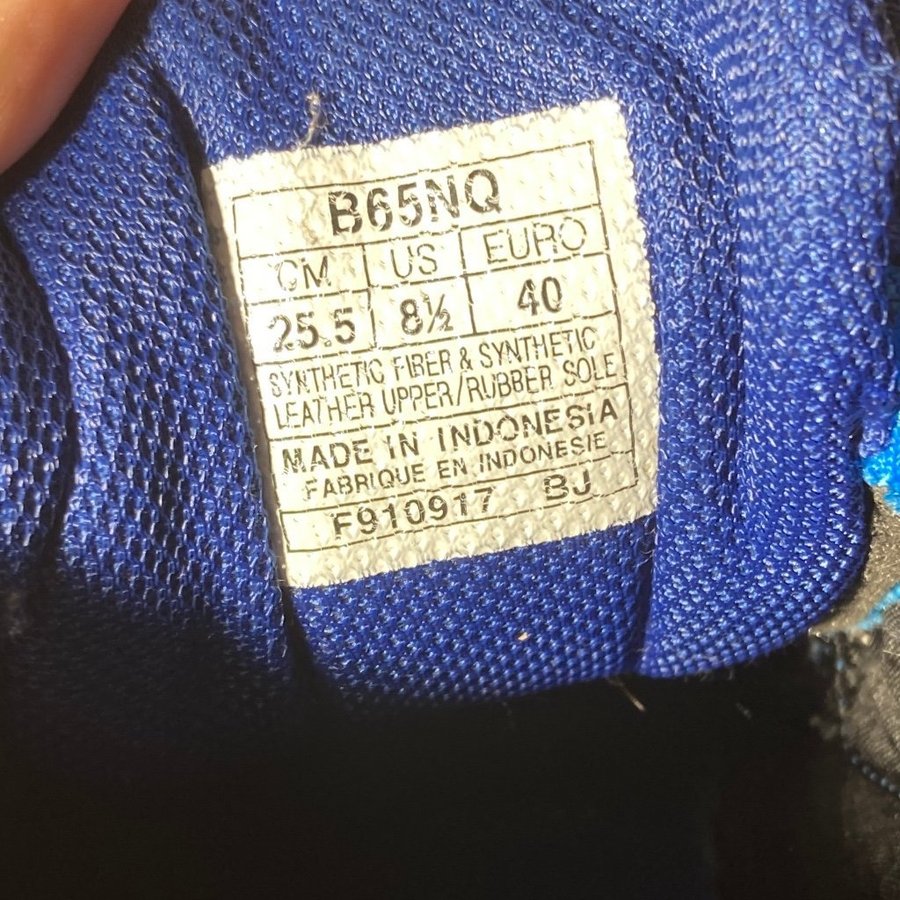 B65NQ
CM US EURO
25.5 8½ 40
SYNTHETIC FIBER & SYNTHETIC
LEATHER UPPER/RUBBER SOLE
MADE IN INDONESIA
FABRIQUE EN INDONESIE
F910917 BJ